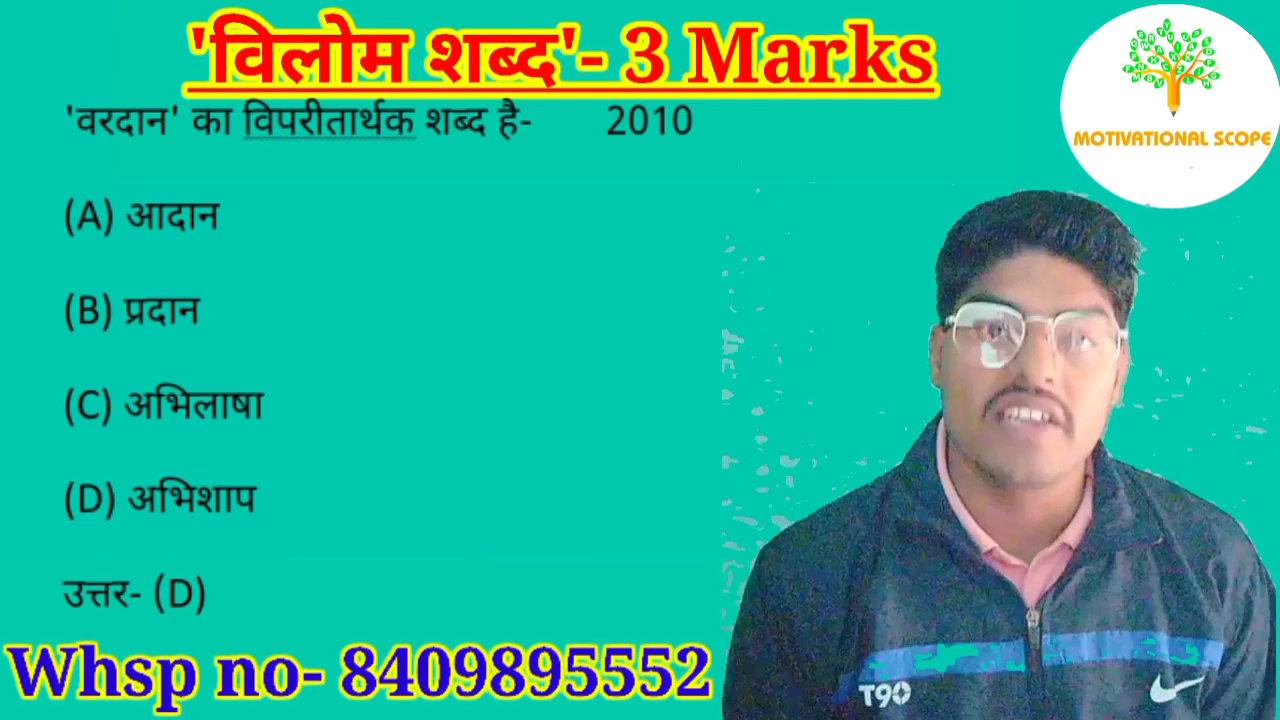 'विलोम शब्द'- 3 Marks
'वरदान' का विपरीतार्थक शब्द है- 2010
(A) आदान
(B) प्रदान
(C) अभिलाषा
(D) अभिशाप
उत्तर- (D)
Whsp no- 8409895552
MOTIVATIONAL SCOPE
T90